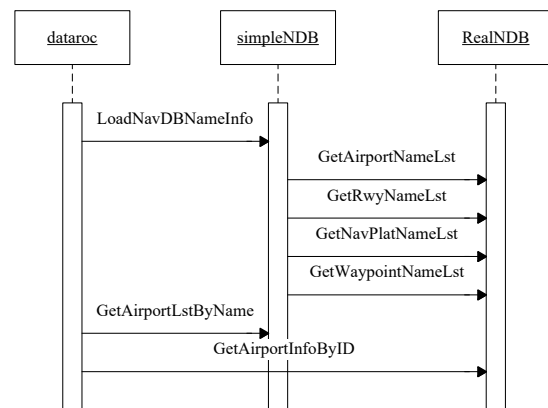 dataroc
simpleNDB
RealNDB
LoadNavDBNameInfo
GetAirportNameLst
GetRwyNameLst
GetNavPlatNameLst
GetWaypointNameLst
GetAirportLstByName
GetAirportInfoByID